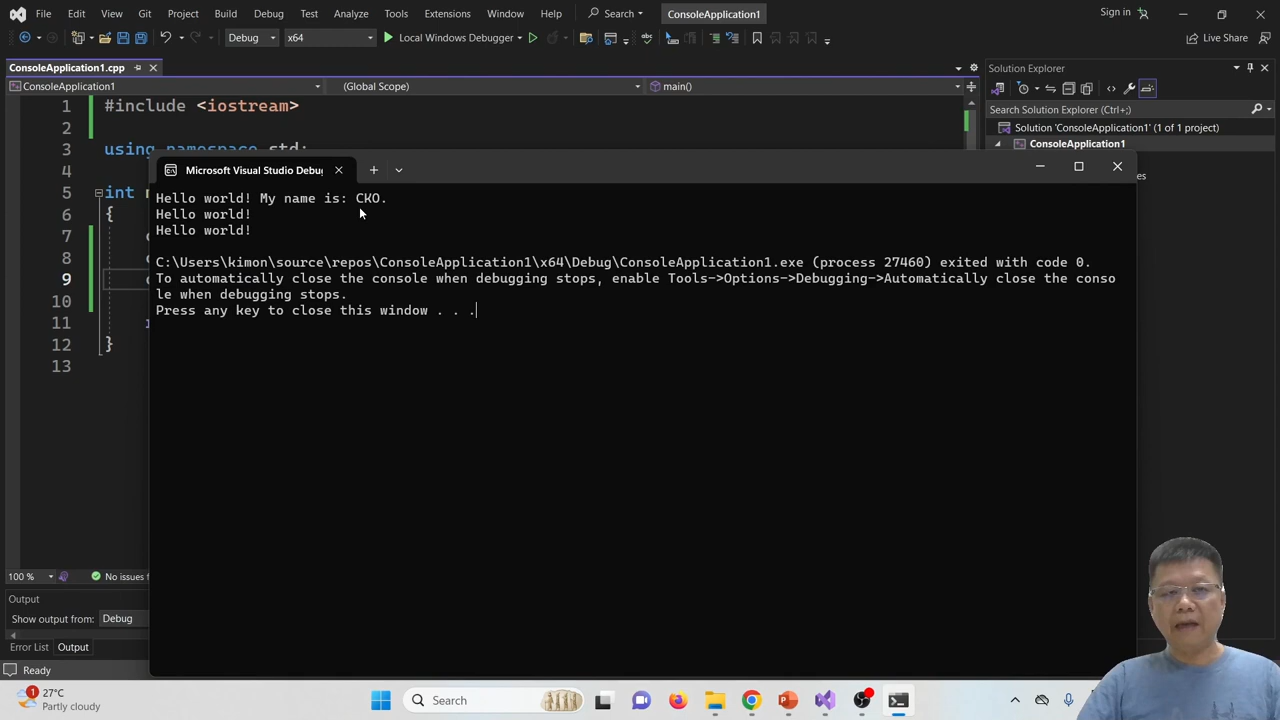 File Edit View Git Project Build Debug Test Analyze Tools Extensions Window Help Search ConsoleApplication1 Sign in
Debug x64 Local Windows Debugger Live Share
ConsoleApplication1.cpp
Solution Explorer
ConsoleApplication1 (Global Scope) main()
Search Solution Explorer (Ctrl+;)
Solution 'ConsoleApplication1' (1 of 1 project)
ConsoleApplication1
1 #include <iostream>
2
3 using namespace std;
4
5 int
6 {
7
8
9
10
11
12 }
13
Microsoft Visual Studio Debu
Hello world! My name is: CKO.
Hello world!
Hello world!
C:\Users\kimon\source\repos\ConsoleApplication1\x64\Debug\ConsoleApplication1.exe (process 27460) exited with code 0.
To automatically close the console when debugging stops, enable Tools->Options->Debugging->Automatically close the conso
le when debugging stops.
Press any key to close this window . . .
100 % No issues f
Output
Show output from: Debug
Error List Output
Ready
1
27°C
Partly cloudy
Search